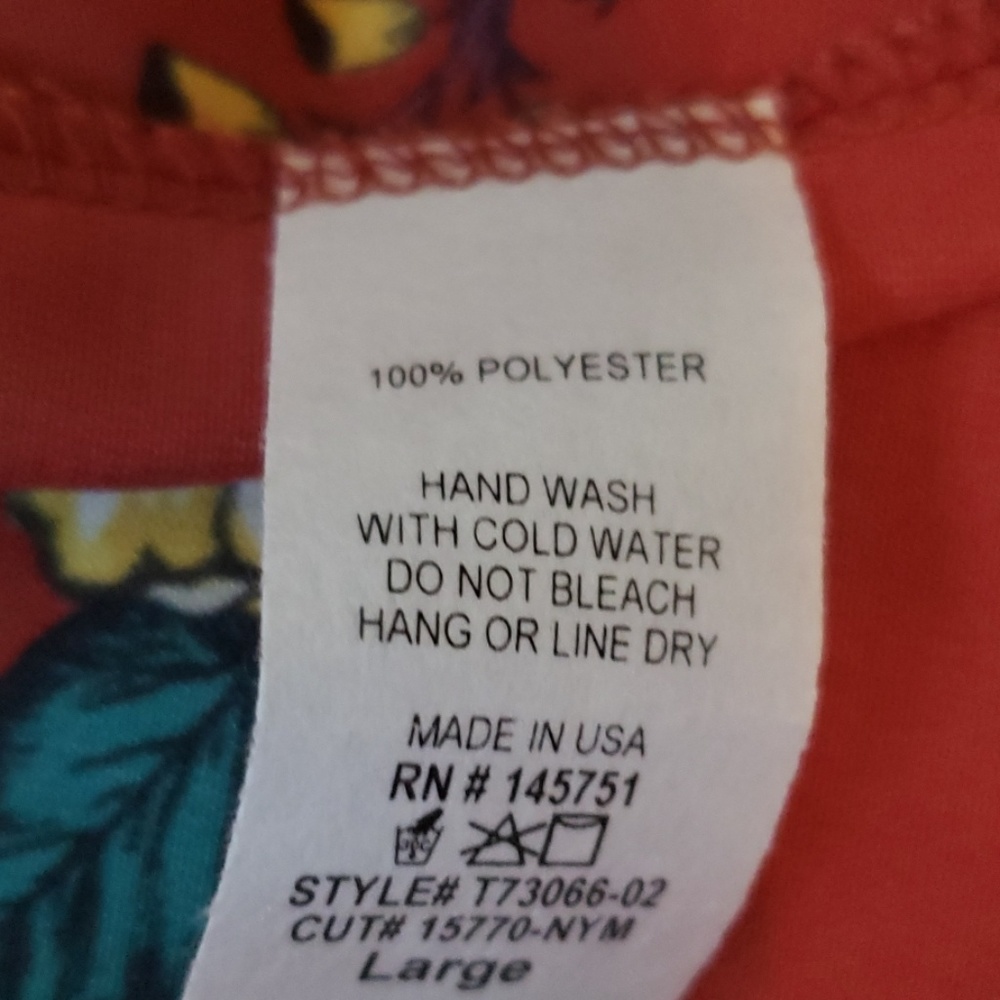 100% POLYESTER
HAND WASH
WITH COLD WATER
DO NOT BLEACH
HANG OR LINE DRY
MADE IN USA
RN # 145751
STYLE# T73066-02
CUT# 15770-NYM
Large